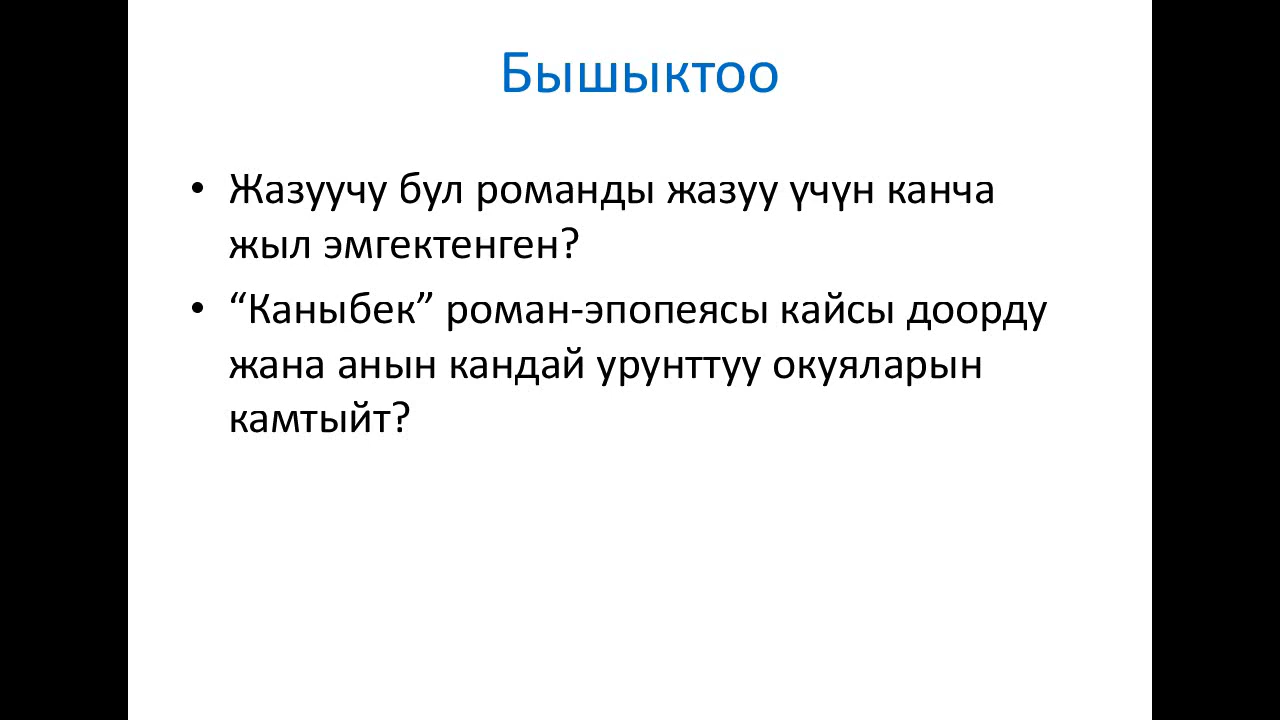 Бышыктоо
• Жазуучу бул романды жазуу үчүн канча
жыл эмгектенген?
• “Каныбек” роман-эпопеясы кайсы доорду
жана анын кандай урунттуу окуяларын
камтыйт?